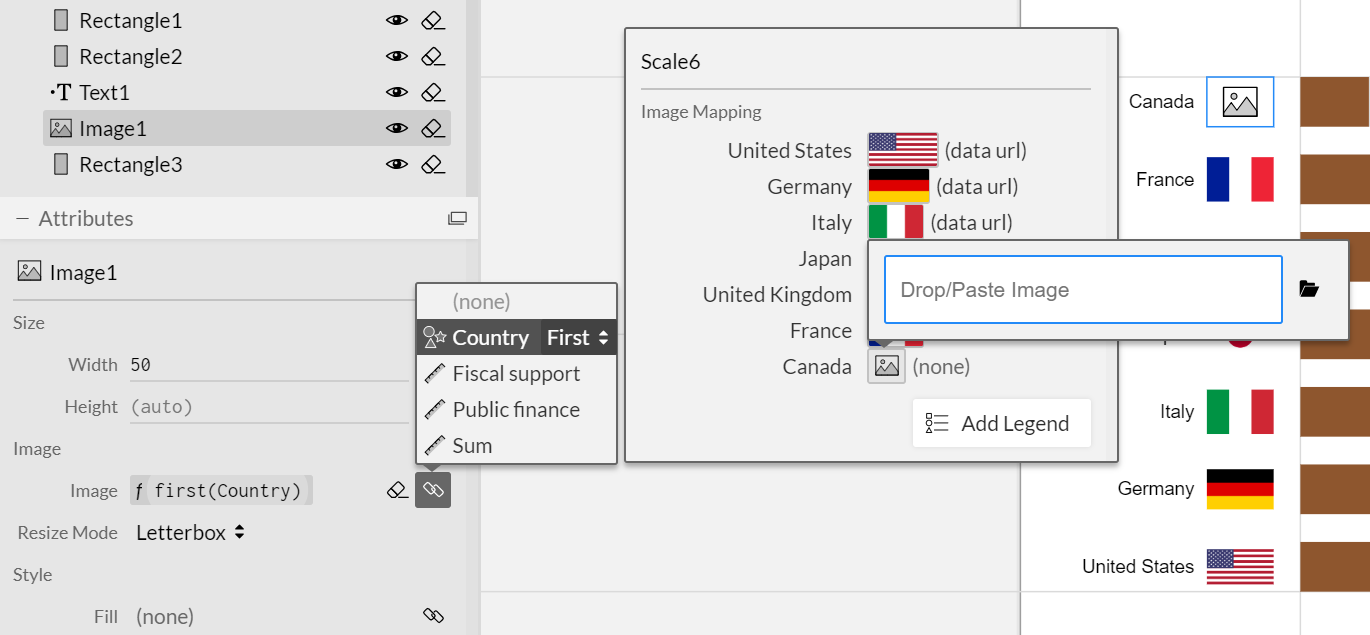 Rectangle1
Rectangle2
T Text1
Image1
Rectangle3
Attributes
Image1
Size
Width 50
Height (auto)
Image
Image f first(Country)
Resize Mode Letterbox
Style
Fill (none)
(none)
Country First
Fiscal support
Public finance
Sum
Scale6
Image Mapping
United States (data url)
Germany (data url)
Italy (data url)
Japan
United Kingdom
France
Canada (none)
Drop/Paste Image
Add Legend
Canada
France
Italy
Germany
United States